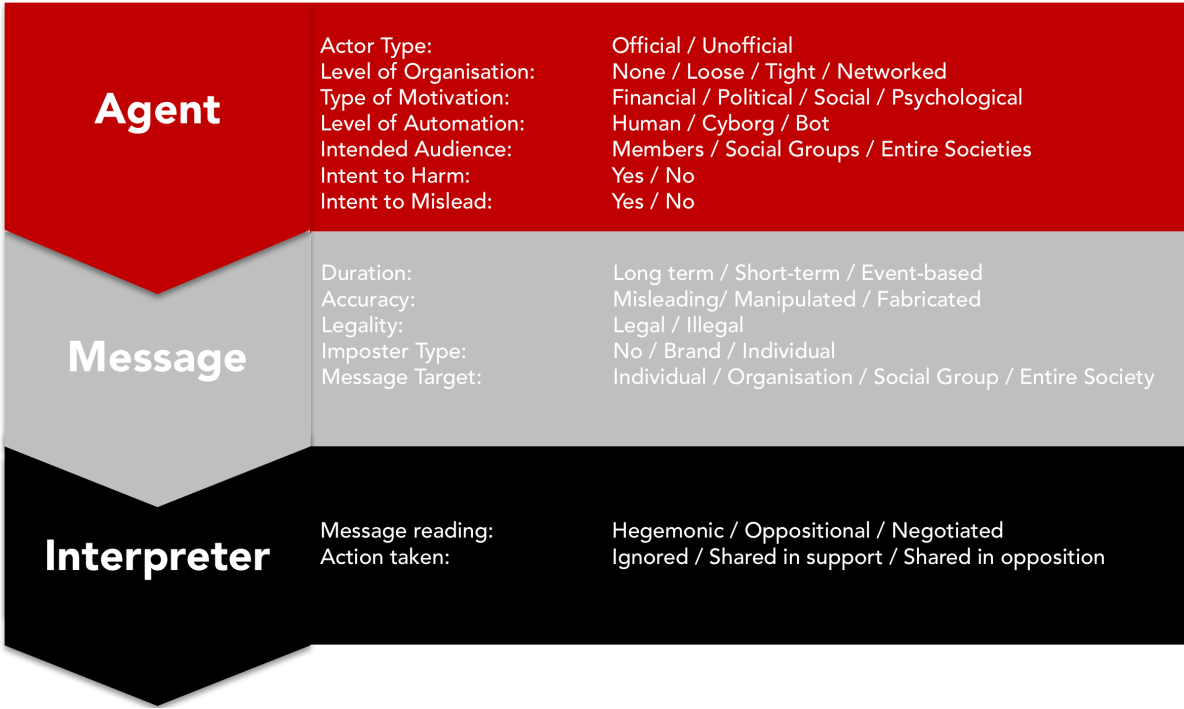 Agent
Actor Type: Official / Unofficial
Level of Organisation: None / Loose / Tight / Networked
Type of Motivation: Financial / Political / Social / Psychological
Level of Automation: Human / Cyborg / Bot
Intended Audience: Members / Social Groups / Entire Societies
Intent to Harm: Yes / No
Intent to Mislead: Yes / No
Message
Duration: Long term / Short-term / Event-based
Accuracy: Misleading/ Manipulated / Fabricated
Legality: Legal / Illegal
Imposter Type: No / Brand / Individual
Message Target: Individual / Organisation / Social Group / Entire Society
Interpreter
Message reading: Hegemonic / Oppositional / Negotiated
Action taken: Ignored / Shared in support / Shared in opposition